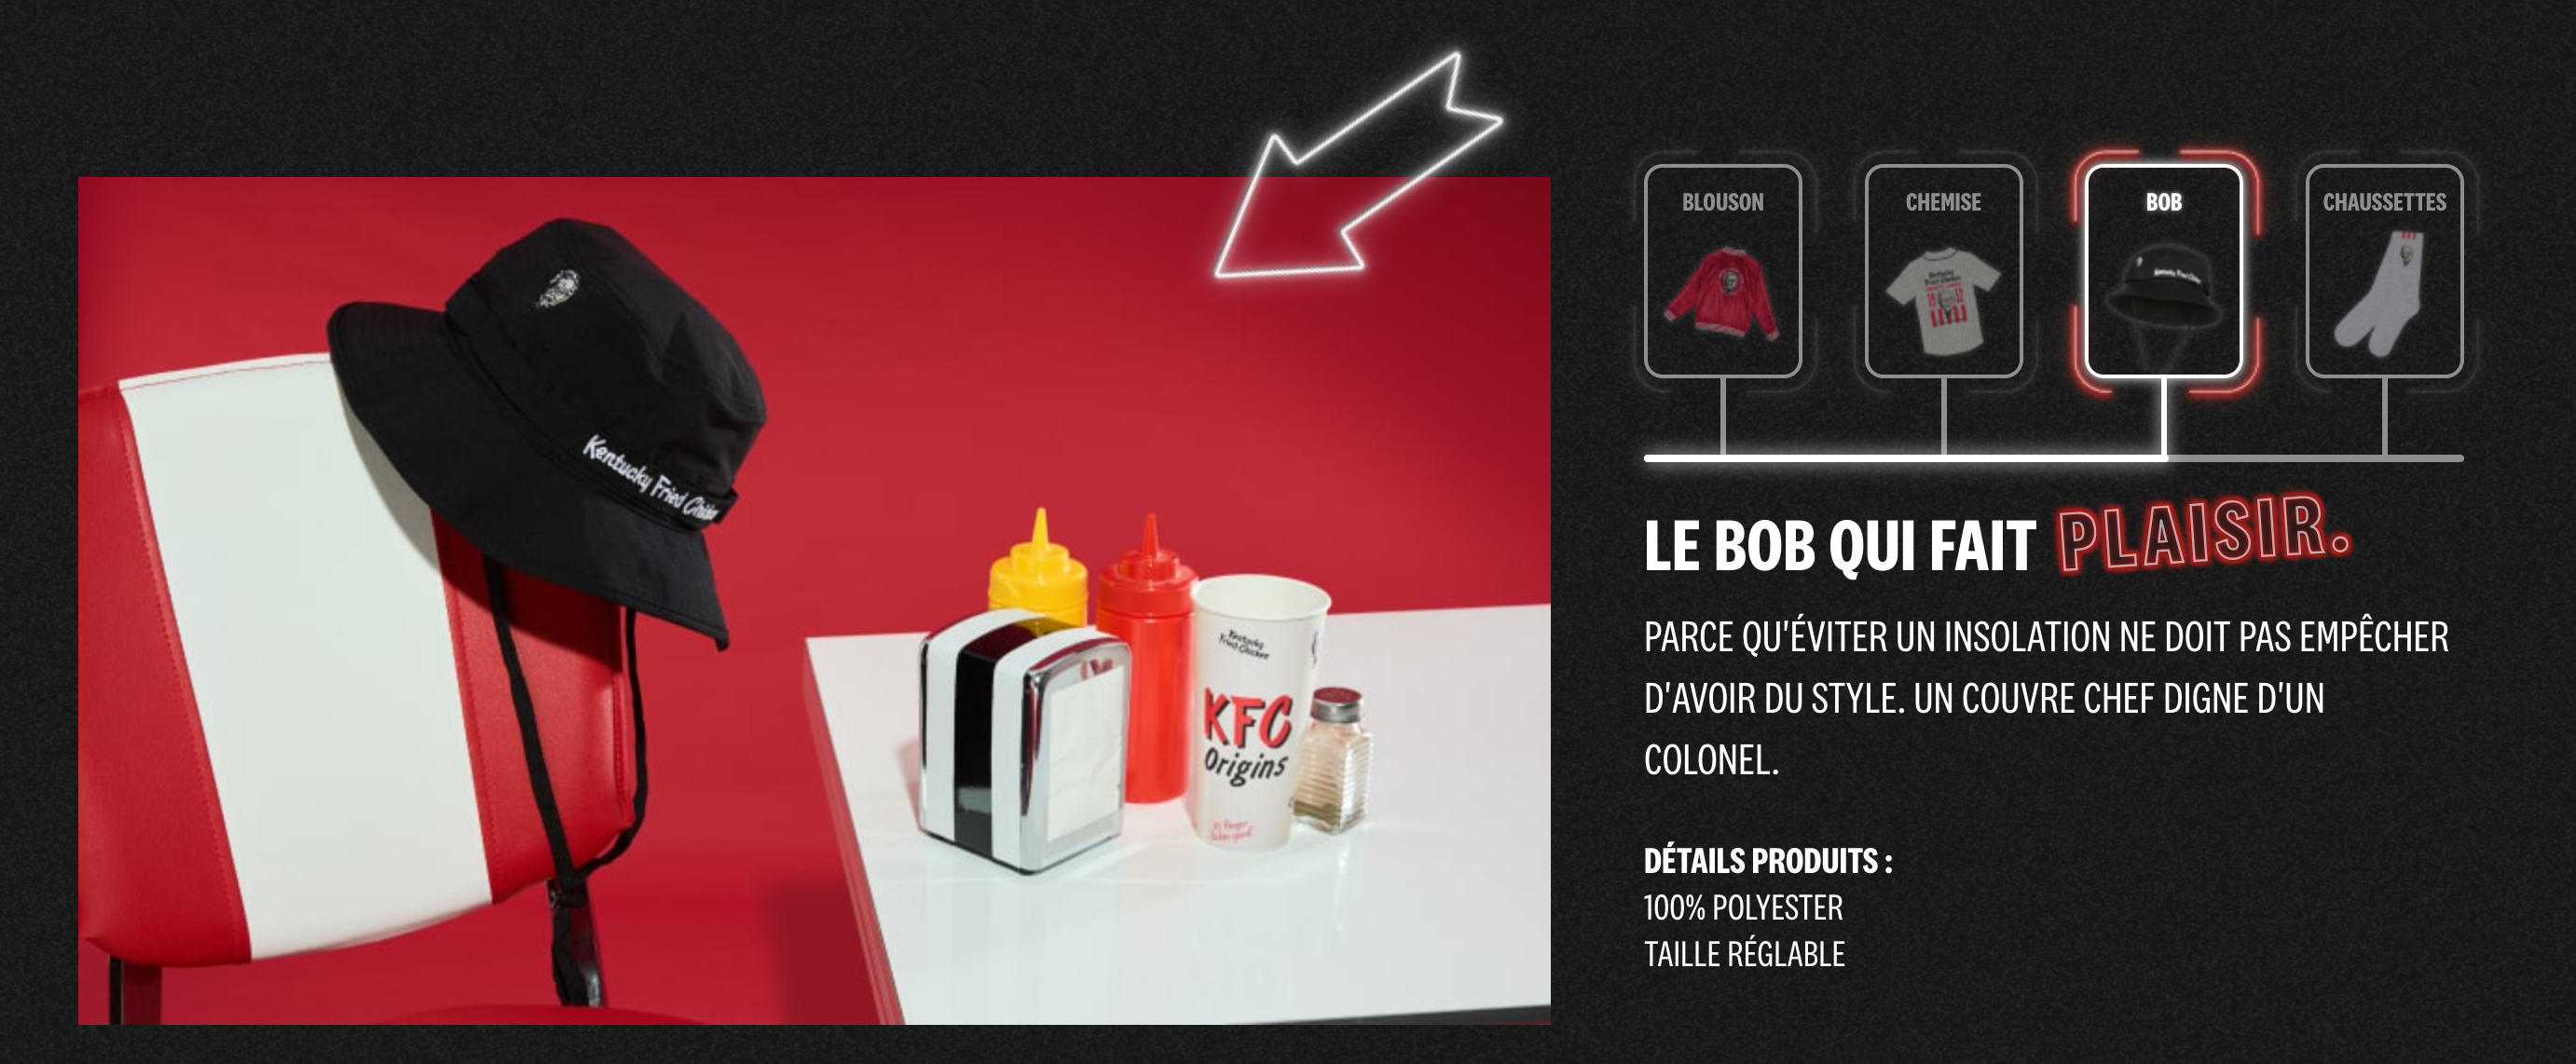 BLOUSON
CHEMISE
BOB
CHAUSSETTES
Kentucky Fried Chicken
Kentucky
Fried Chicken
KFC
Origins
LE BOB QUI FAIT PLAISIR.
PARCE QU'ÉVITER UN INSOLATION NE DOIT PAS EMPÊCHER
D'AVOIR DU STYLE. UN COUVRE CHEF DIGNE D'UN
COLONEL.
DÉTAILS PRODUITS :
100% POLYESTER
TAILLE RÉGLABLE